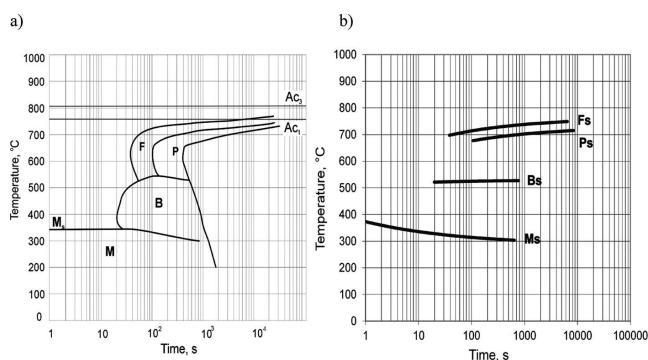 a)
1000
900
800
700
600
500
400
300
200
100
0
Temperature, °C
Ac₃
Ac₁
F
P
B
Mₛ
M
1
10
10²
10³
10⁴
Time, s
b)
1000
900
800
700
600
500
400
300
200
100
0
Temperature, °C
Fs
Ps
Bs
Ms
1
10
100
1000
10000
100000
Time, s